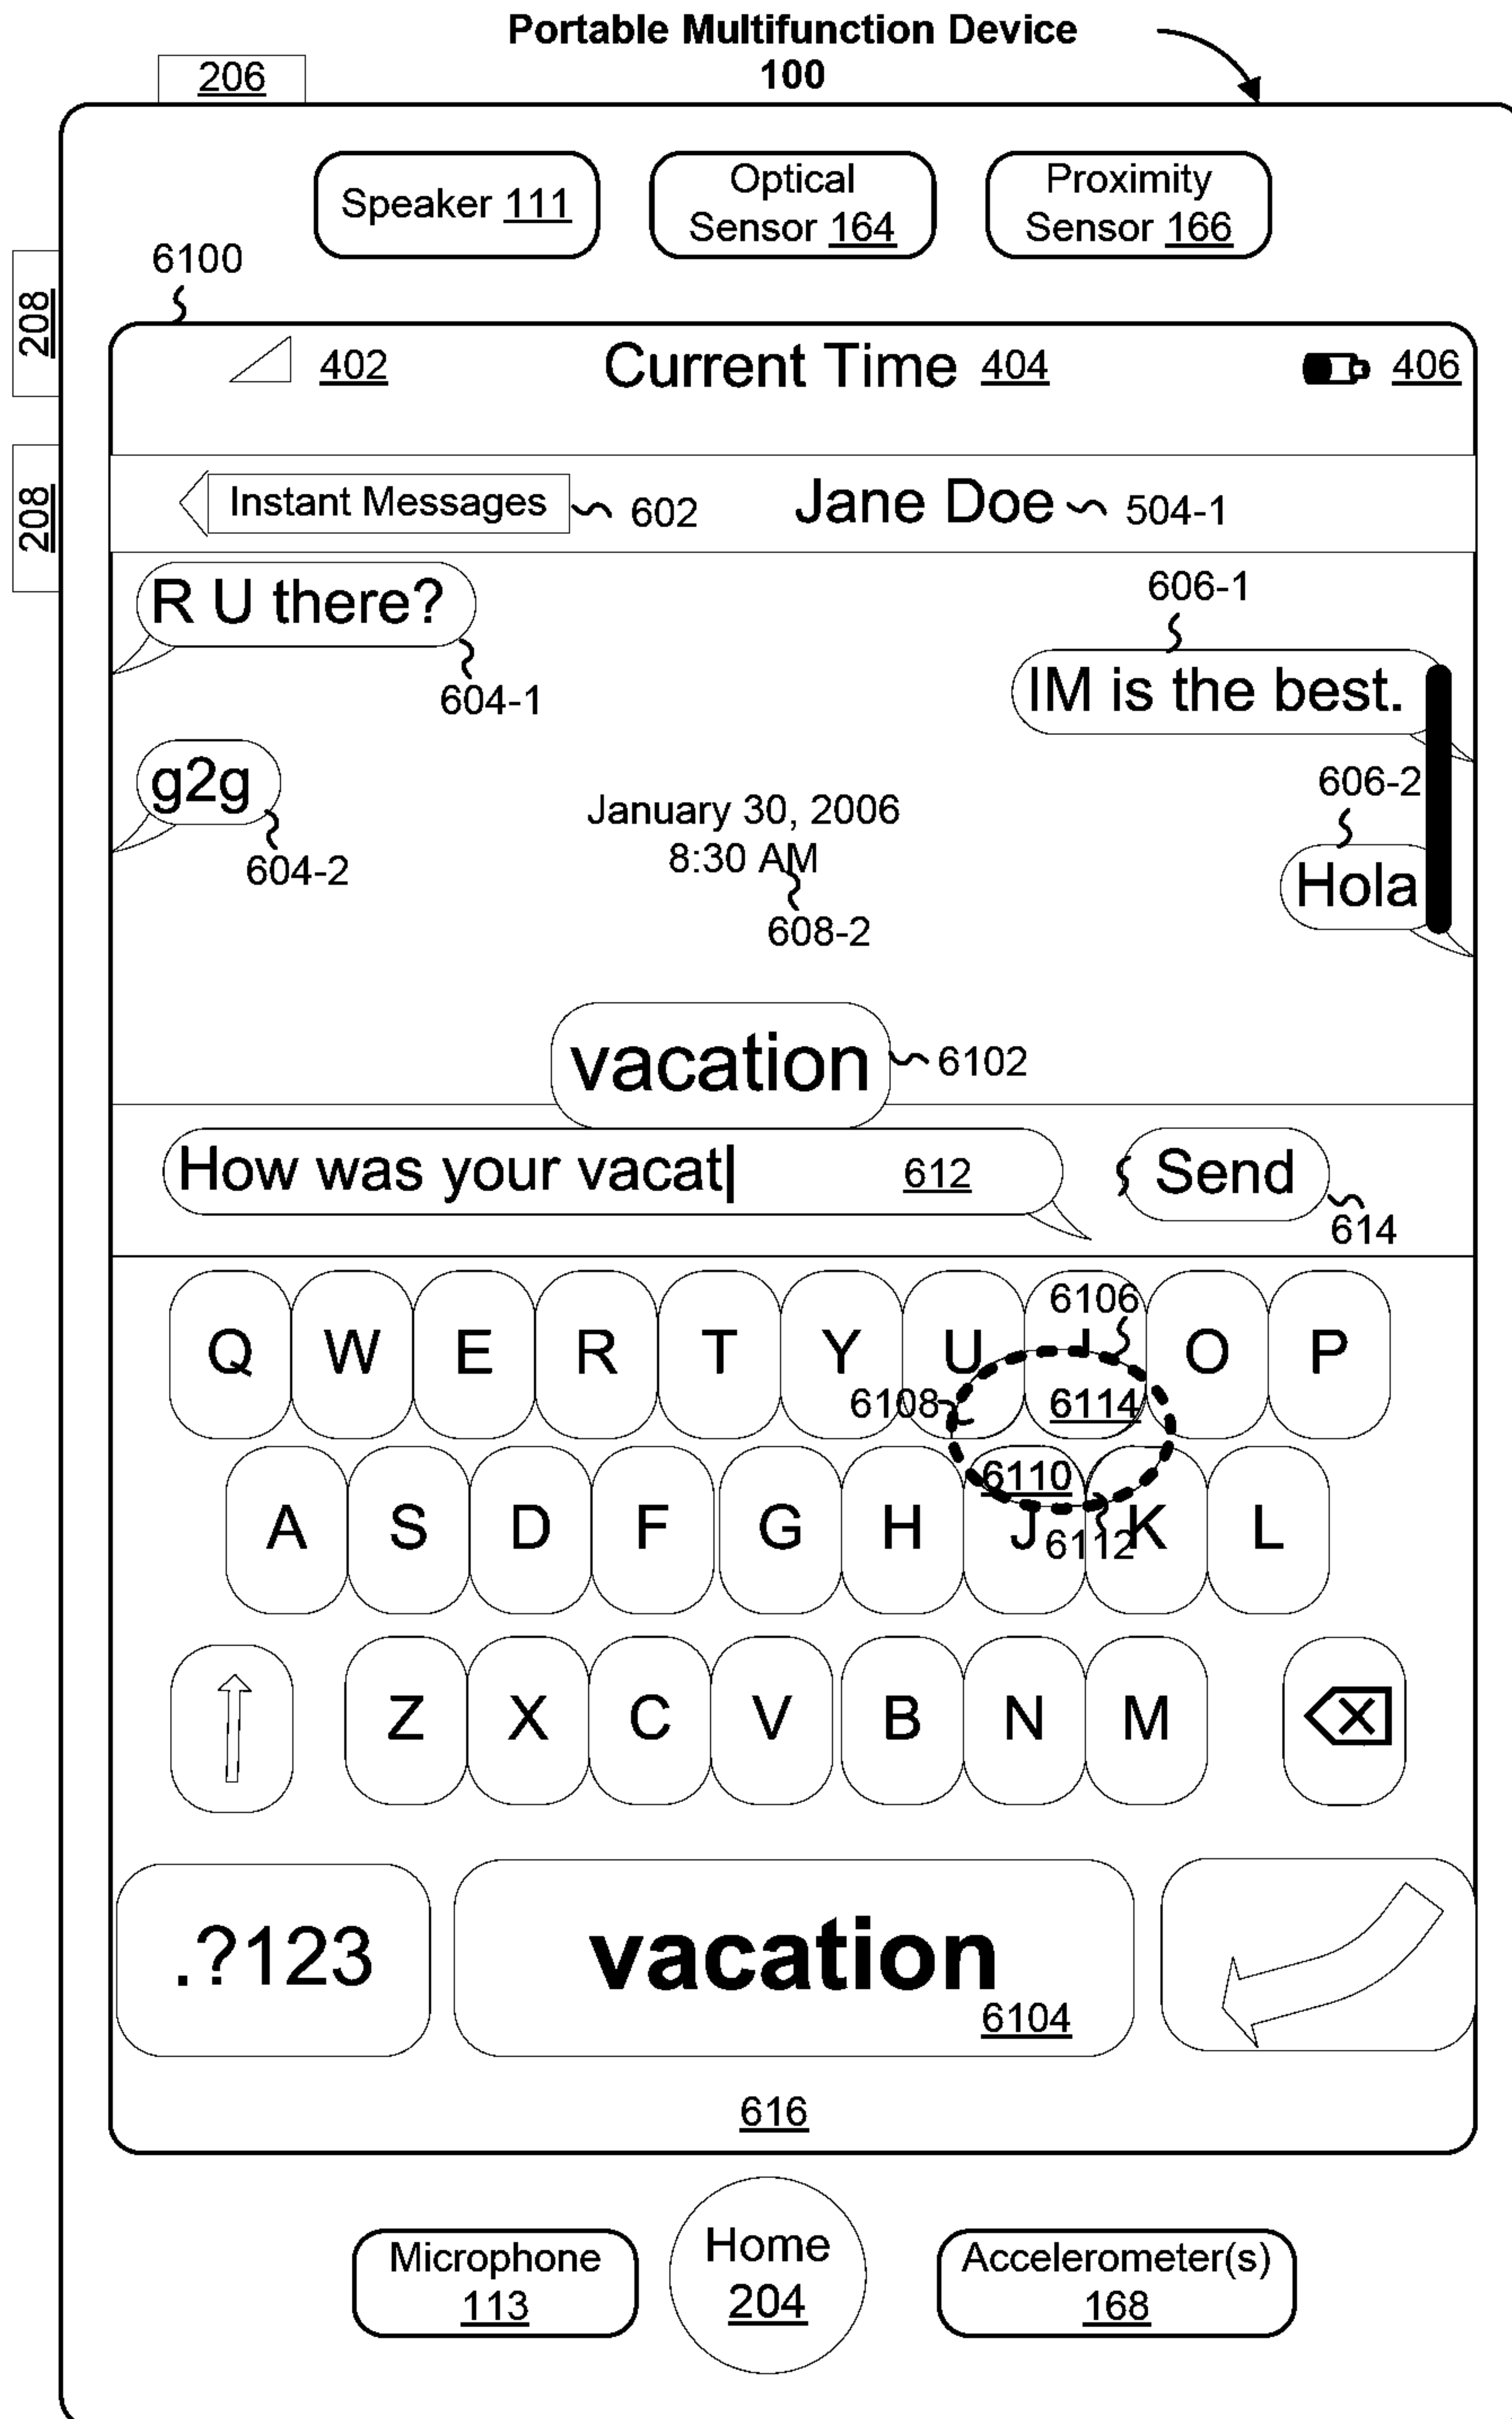 Portable Multifunction Device
100
206
Speaker 111
Optical
Sensor 164
Proximity
Sensor 166
208
208
6100
402
Current Time 404
406
Instant Messages
602
Jane Doe
504-1
R U there?
604-1
606-1
IM is the best.
g2g
604-2
January 30, 2006
8:30 AM
608-2
606-2
Hola
vacation
6102
How was your vacat
612
Send
614
Q W E R T Y U I O P
6106
6108
6114
6110
A S D F G H J K L
6112
Z X C V B N M
.?123
vacation
6104
616
Microphone
113
Home
204
Accelerometer(s)
168